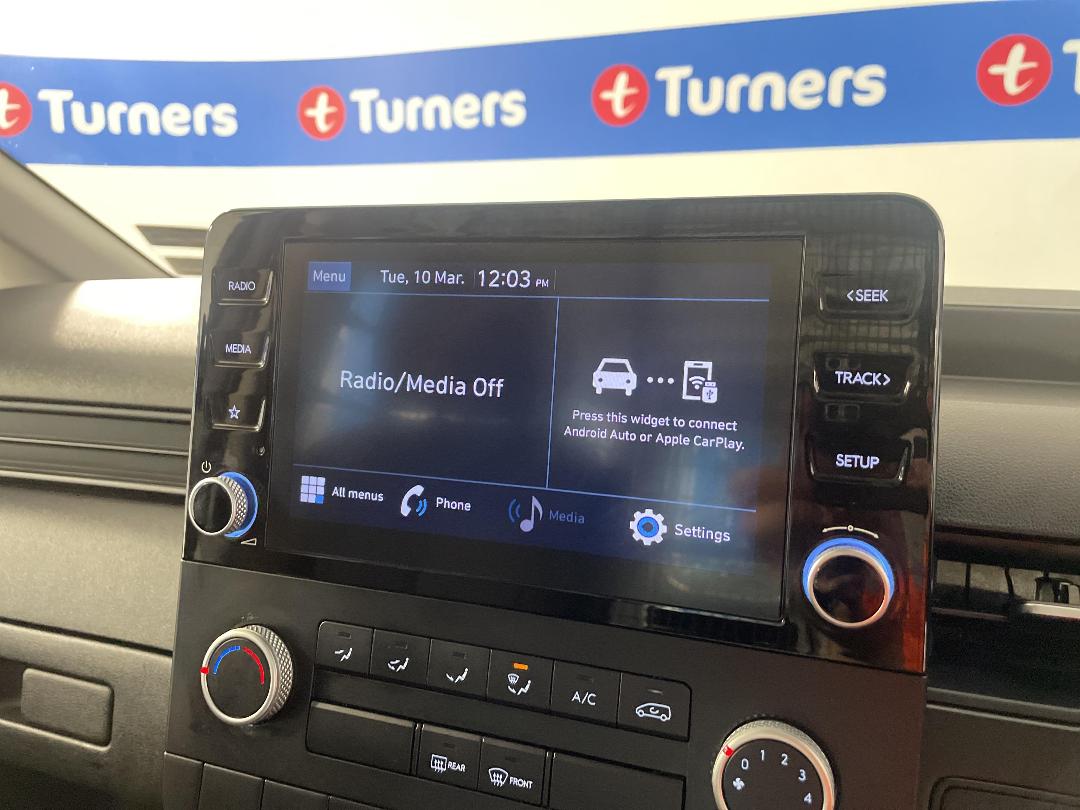 t Turners t Turners t Turners t T
RADIO
MEDIA
Menu Tue, 10 Mar. 12:03 PM
Radio/Media Off
Press this widget to connect
Android Auto or Apple CarPlay.
All menus Phone Media Settings
<SEEK
TRACK>
SETUP
A/C
REAR
FRONT
0 1 2 3 4